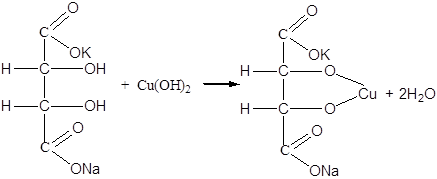 O O
C C
OK OK
H C OH H C O
+ Cu(OH)₂ → Cu + 2H₂O
H C OH H C O
O O
C C
ONa ONa